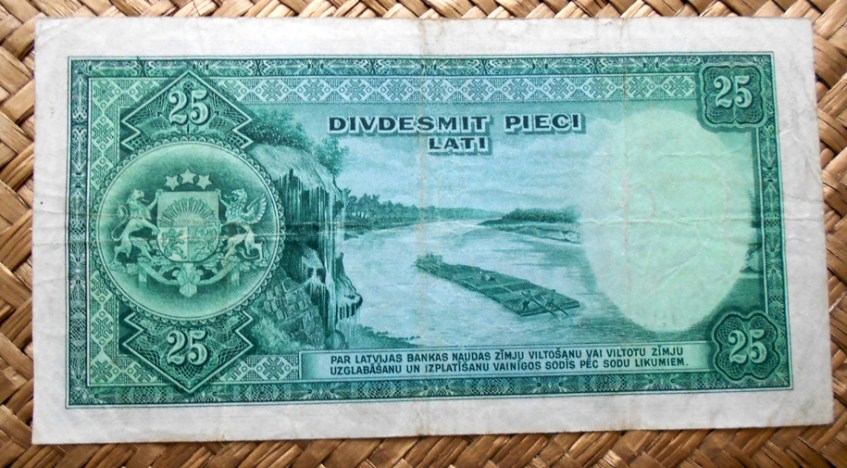 25
25
DIVDESMIT PIECI
LATI
25
25
PAR LATVIJAS BANKAS NAUDAS ZĪMJU VILTOŠANU VAI VILTOTU ZĪMJU
UZGLABĀŠANU UN IZPLATĪŠANU VAINĪGOS SODĪS PĒC SODU LIKUMIEM.